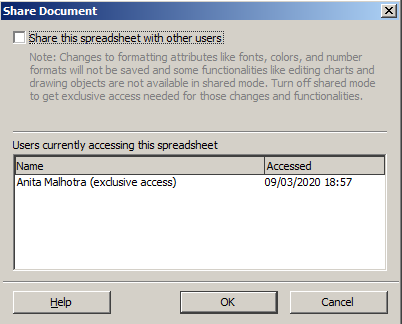 Share Document
Share this spreadsheet with other users
Note: Changes to formatting attributes like fonts, colors, and number
formats will not be saved and some functionalities like editing charts and
drawing objects are not available in shared mode. Turn off shared mode
to get exclusive access needed for those changes and functionalities.
Users currently accessing this spreadsheet
Name Accessed
Anita Malhotra (exclusive access) 09/03/2020 18:57
Help OK Cancel